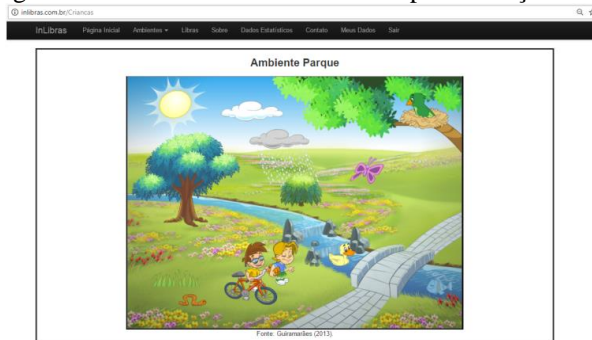 inlibras.com.br/Criancas
InLibras Página Inicial Ambientes Libras Sobre Dados Estatísticos Contato Meus Dados Sair
Ambiente Parque
Fonte: Guiramarães (2013).